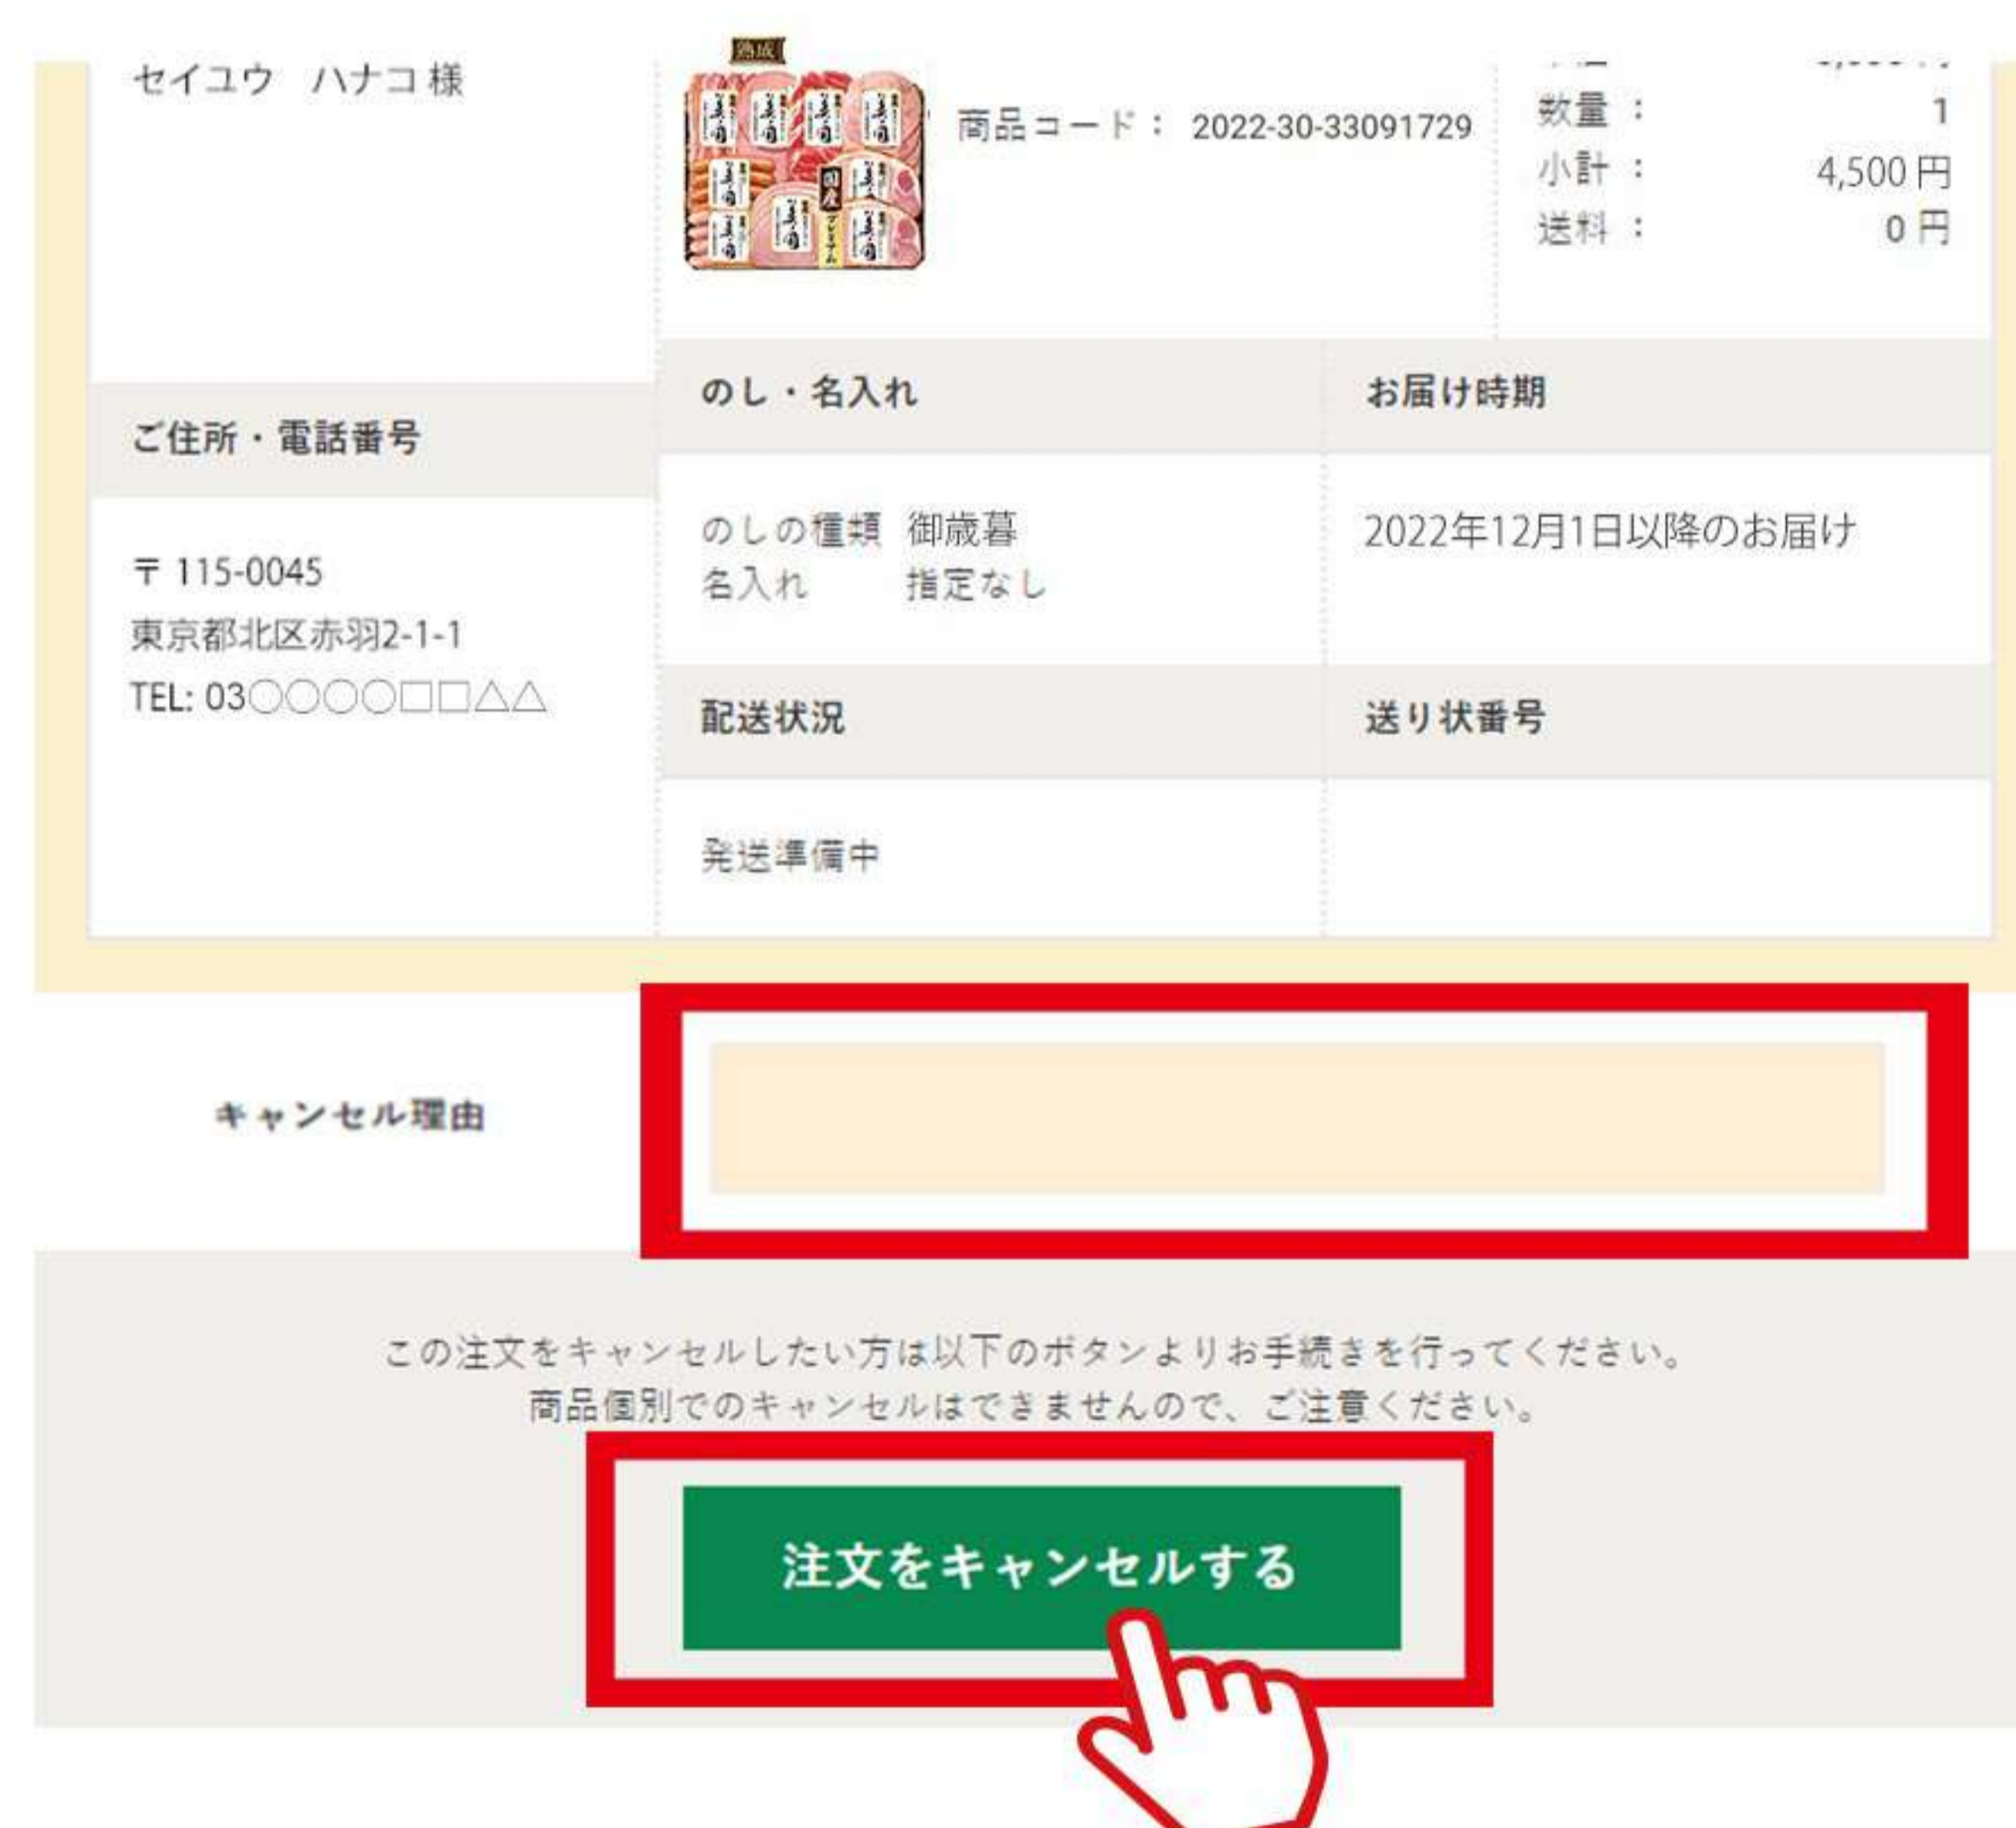 セイユウ ハナコ 様
熟成
国産
プレミアム
商品コード： 2022-30-33091729
数量： 1
小計： 4,500 円
送料： 0 円
ご住所・電話番号
〒 115-0045
東京都北区赤羽2-1-1
TEL: 03○○○○□□△△
のし・名入れ
お届け時期
のしの種類 御歳暮
名入れ 指定なし
2022年12月1日以降のお届け
配送状況
送り状番号
発送準備中
キャンセル理由
この注文をキャンセルしたい方は以下のボタンよりお手続きを行ってください。
商品個別でのキャンセルはできませんので、ご注意ください。
注文をキャンセルする